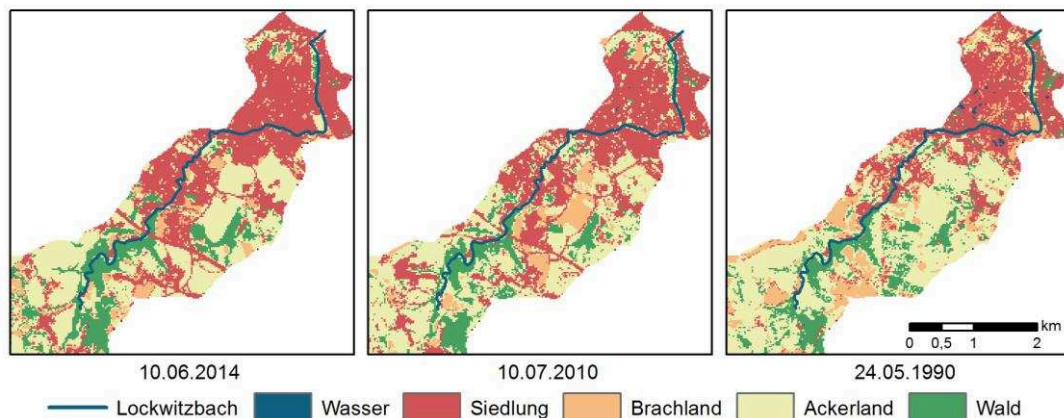 km
0 0,5 1 2
10.06.2014 10.07.2010 24.05.1990
Lockwitzbach Wasser Siedlung Brachland Ackerland Wald